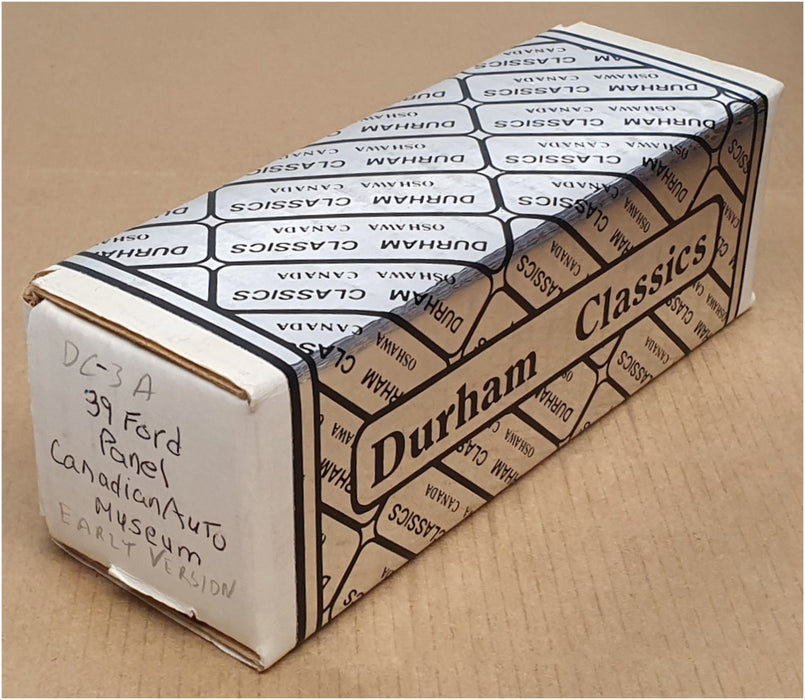 DC-3A
39 Ford
Panel
Canadian Auto
Museum
EARLY VERSION
Durham Classics
DURHAM CLASSICS
OSHAWA CANADA